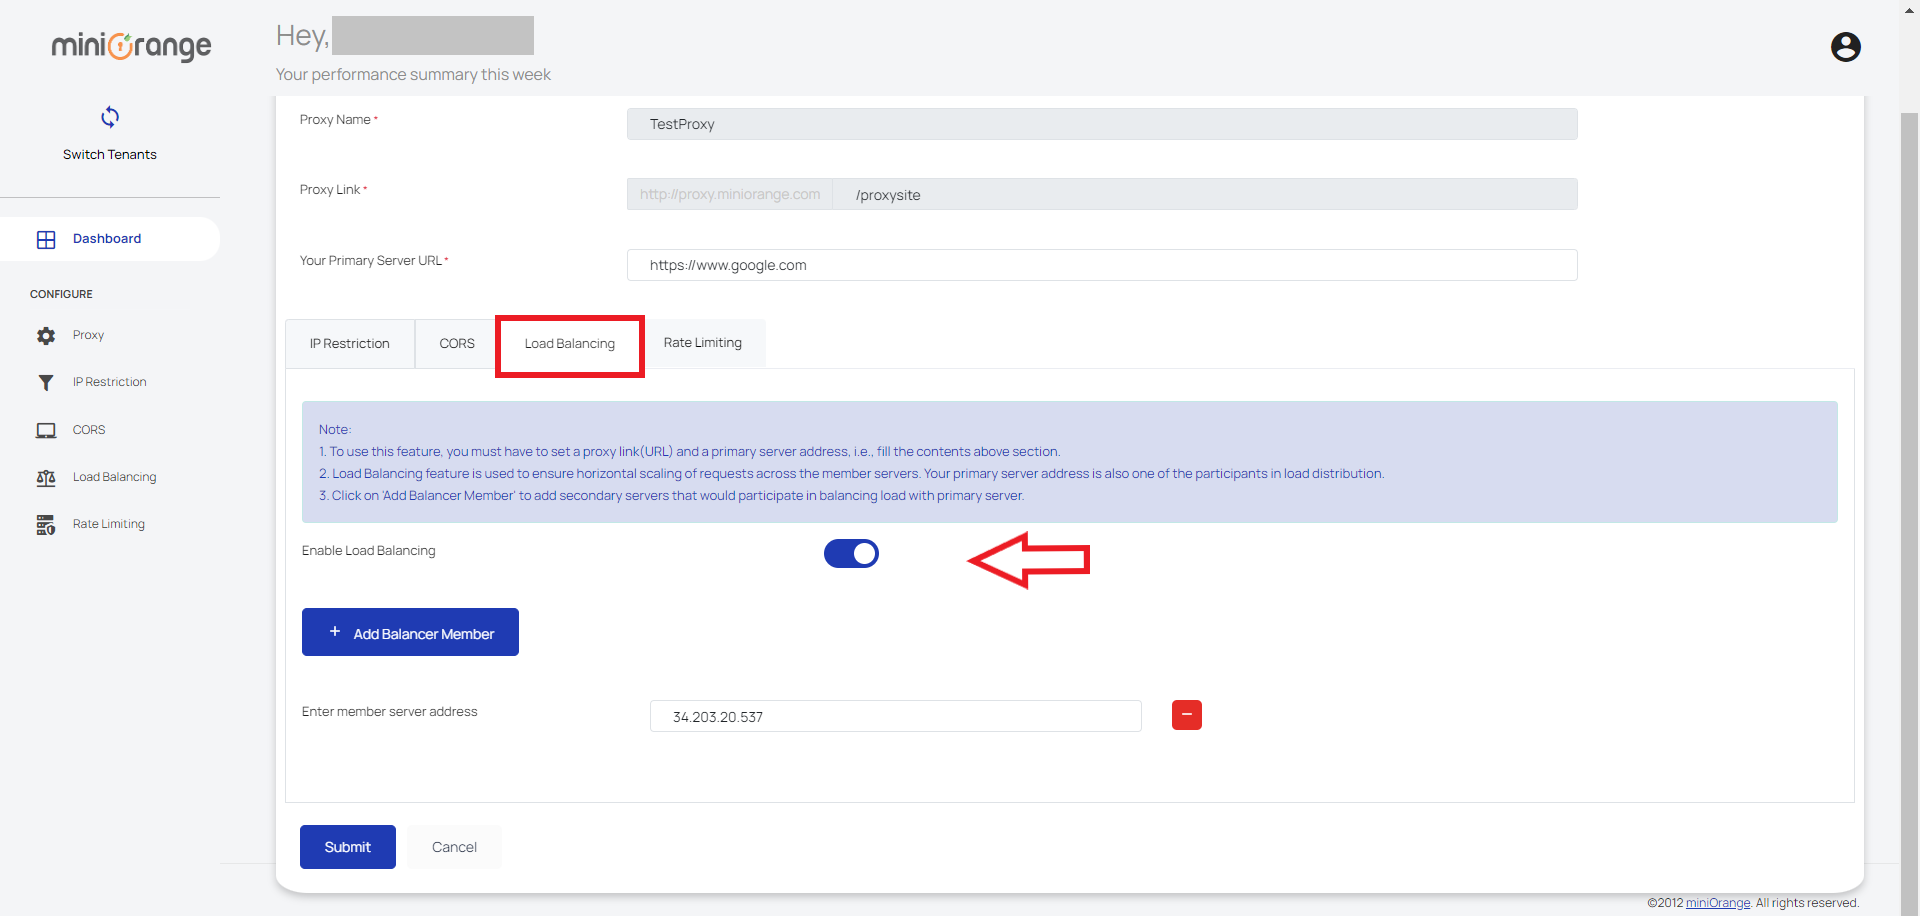 miniOrange
Hey,
Your performance summary this week
Switch Tenants
Dashboard
CONFIGURE
Proxy
IP Restriction
CORS
Load Balancing
Rate Limiting
Proxy Name *
TestProxy
Proxy Link *
http://proxy.miniorange.com /proxysite
Your Primary Server URL *
https://www.google.com
IP Restriction CORS Load Balancing Rate Limiting
Note:
1. To use this feature, you must have to set a proxy link(URL) and a primary server address, i.e., fill the contents above section.
2. Load Balancing feature is used to ensure horizontal scaling of requests across the member servers. Your primary server address is also one of the participants in load distribution.
3. Click on 'Add Balancer Member' to add secondary servers that would participate in balancing load with primary server.
Enable Load Balancing
+ Add Balancer Member
Enter member server address
34.203.20.537
Submit Cancel
©2012 miniOrange. All rights reserved.